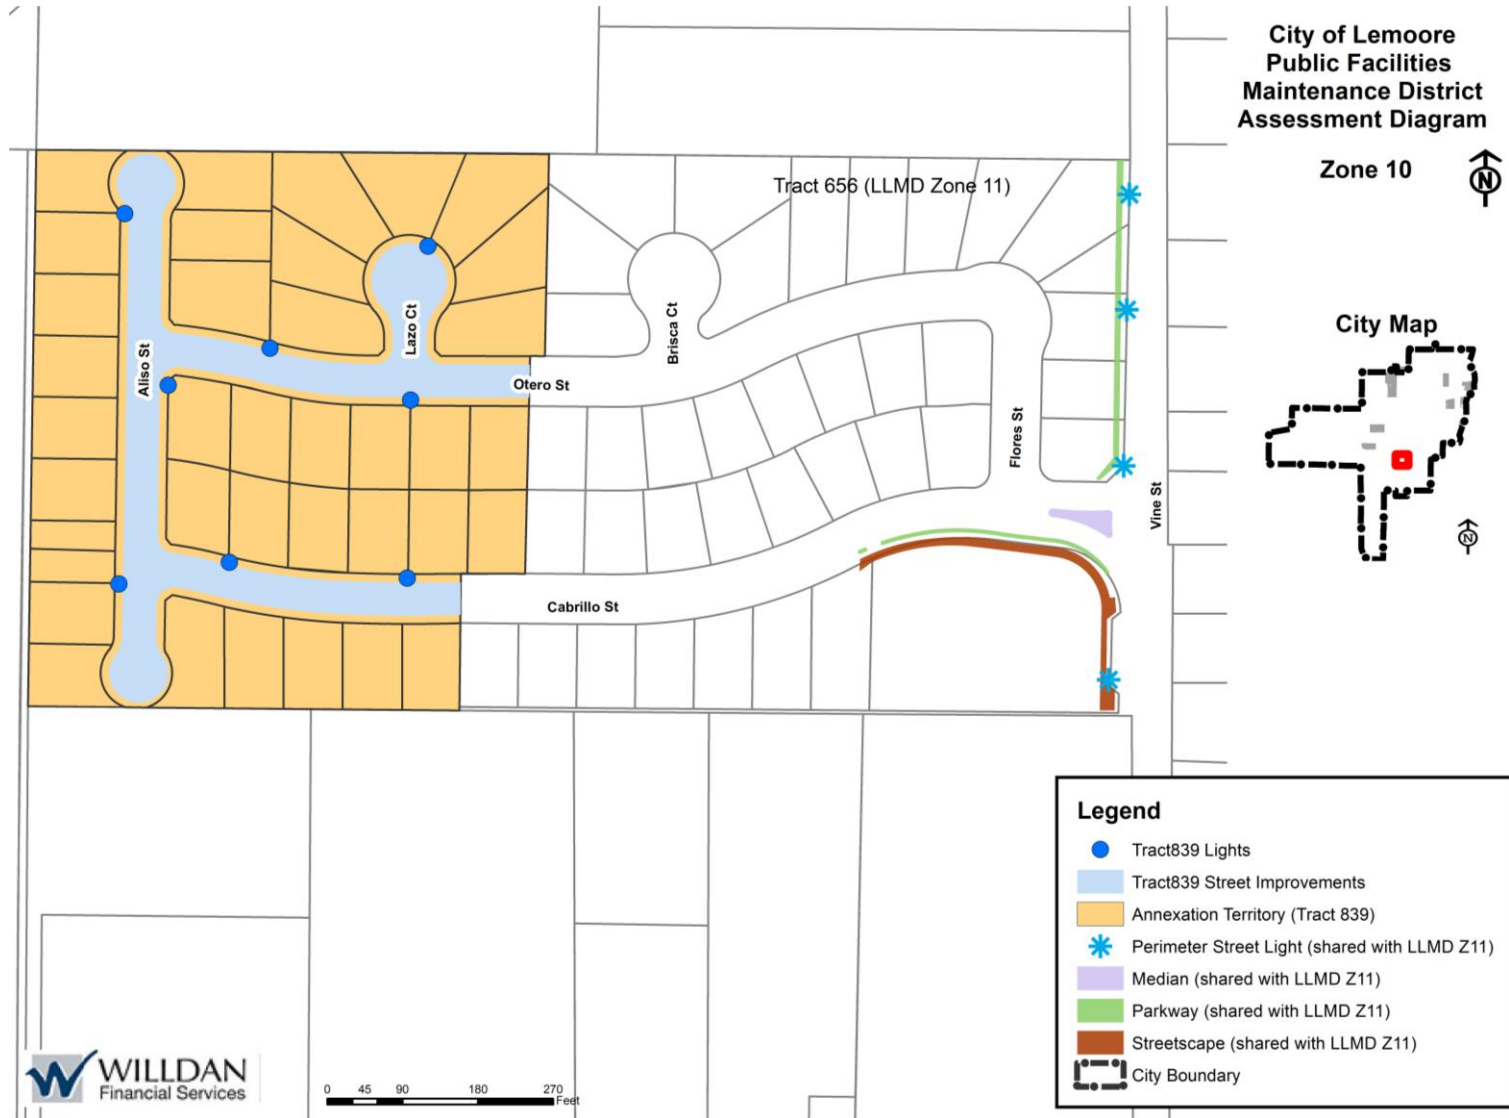 City of Lemoore
Public Facilities
Maintenance District
Assessment Diagram
Zone 10
N
Tract 656 (LLMD Zone 11)
City Map
N
Aliso St
Lazo Ct
Brisca Ct
Otero St
Flores St
Vine St
Cabrillo St
Legend
Tract839 Lights
Tract839 Street Improvements
Annexation Territory (Tract 839)
Perimeter Street Light (shared with LLMD Z11)
Median (shared with LLMD Z11)
Parkway (shared with LLMD Z11)
Streetscape (shared with LLMD Z11)
City Boundary
W WILLDAN
Financial Services
0 45 90 180 270
Feet